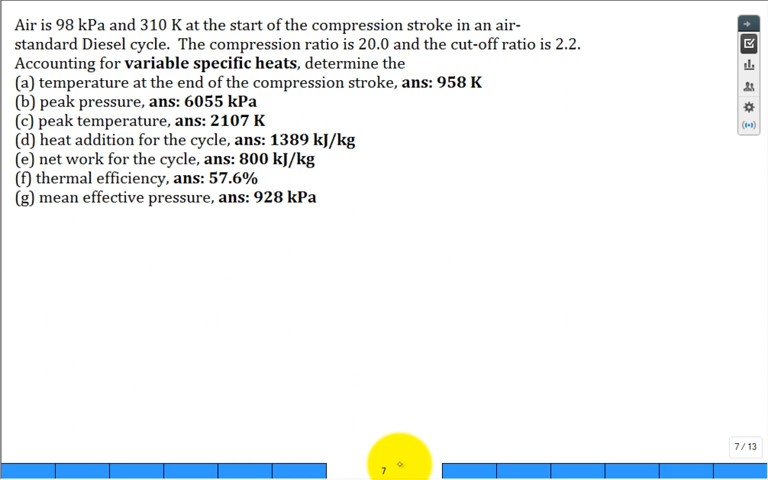 Air is 98 kPa and 310 K at the start of the compression stroke in an air-
standard Diesel cycle. The compression ratio is 20.0 and the cut-off ratio is 2.2.
Accounting for variable specific heats, determine the
(a) temperature at the end of the compression stroke, ans: 958 K
(b) peak pressure, ans: 6055 kPa
(c) peak temperature, ans: 2107 K
(d) heat addition for the cycle, ans: 1389 kJ/kg
(e) net work for the cycle, ans: 800 kJ/kg
(f) thermal efficiency, ans: 57.6%
(g) mean effective pressure, ans: 928 kPa
7 / 13
7